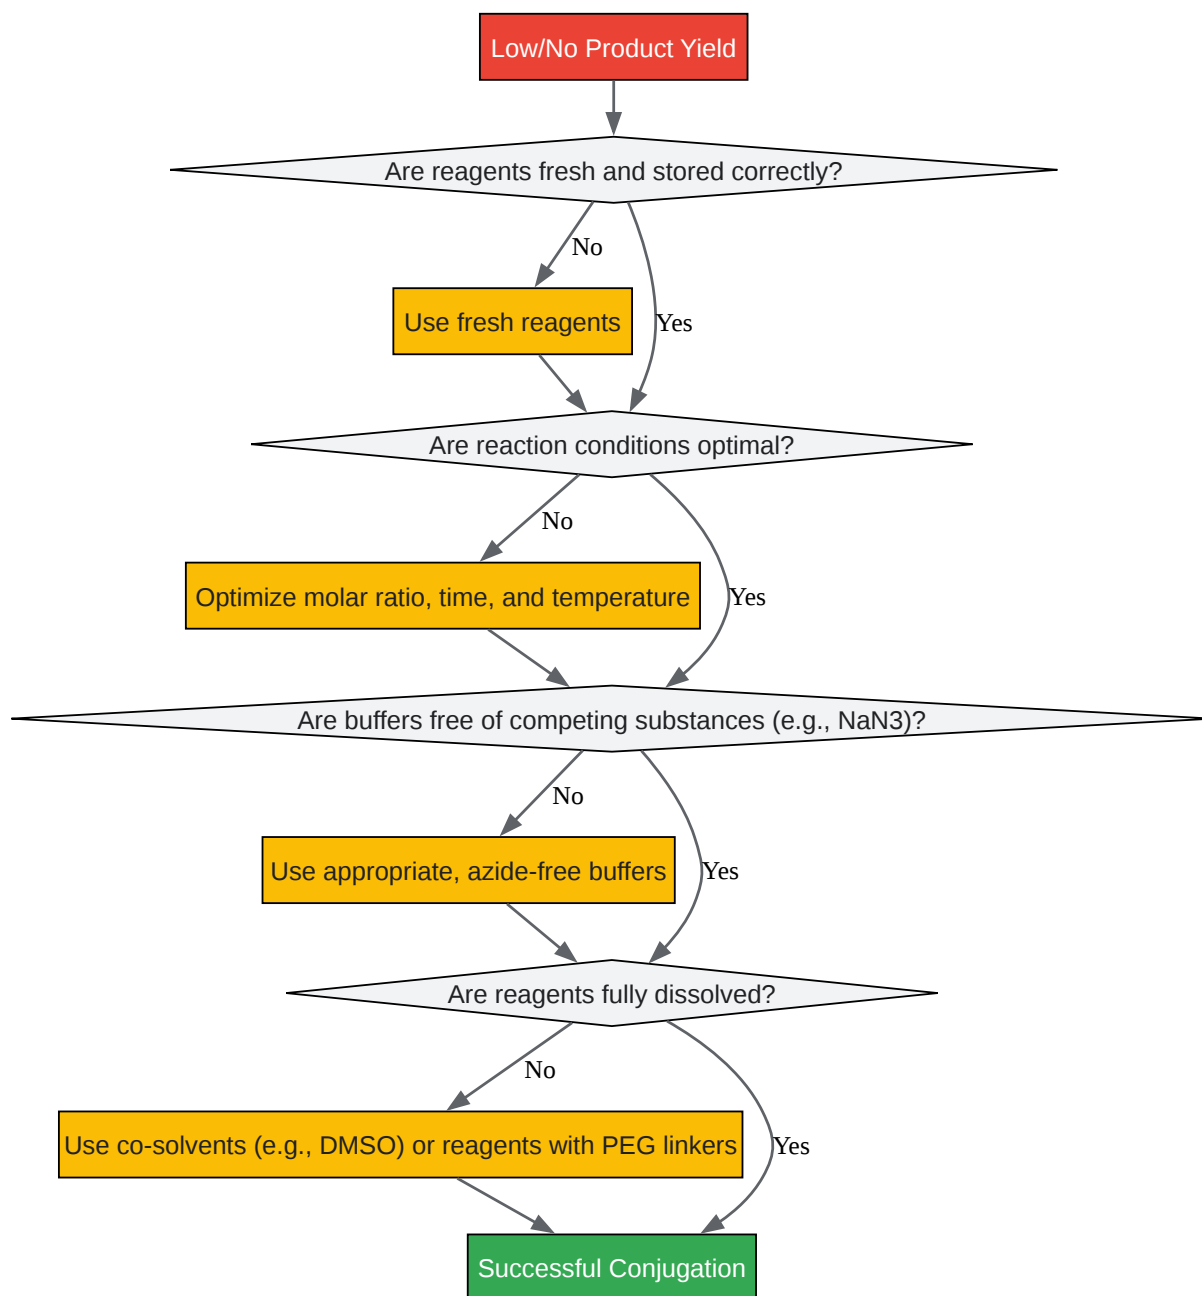 Low/No Product Yield
Are reagents fresh and stored correctly?
No
Use fresh reagents
Yes
Are reaction conditions optimal?
No
Optimize molar ratio, time, and temperature
Yes
Are buffers free of competing substances (e.g., NaN3)?
No
Use appropriate, azide-free buffers
Yes
Are reagents fully dissolved?
No
Use co-solvents (e.g., DMSO) or reagents with PEG linkers
Yes
Successful Conjugation